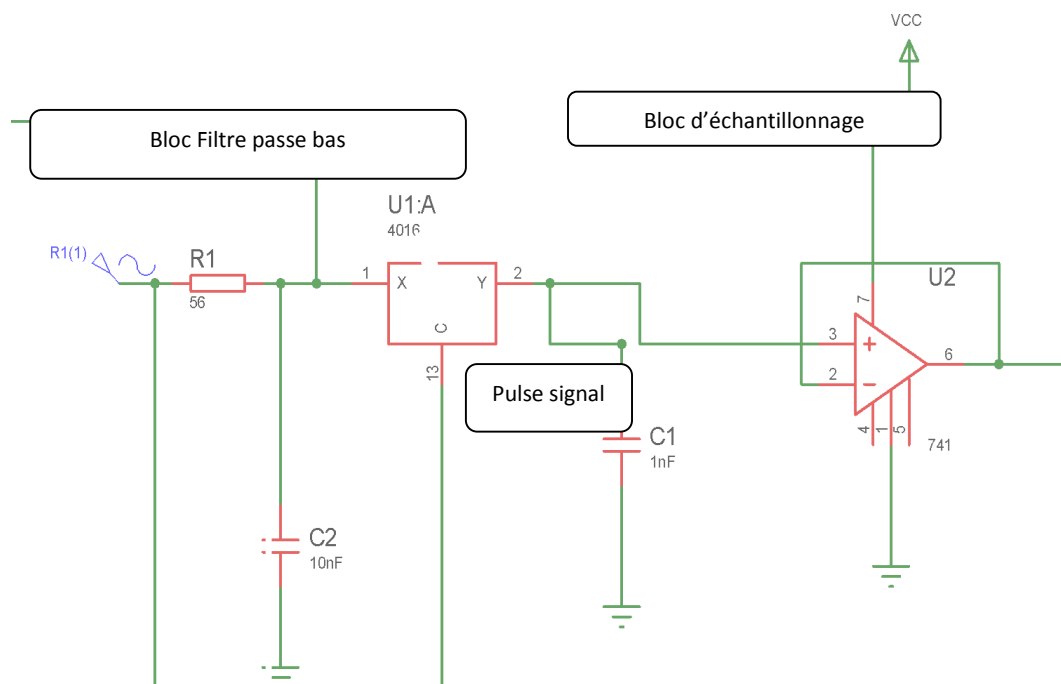 VCC
Bloc Filtre passe bas
Bloc d'échantillonnage
U1:A
4016
R1(1)
R1
56
1
X
Y
2
C
13
U2
7
3
+
2
−
6
4
1
5
741
Pulse signal
C1
1nF
C2
10nF